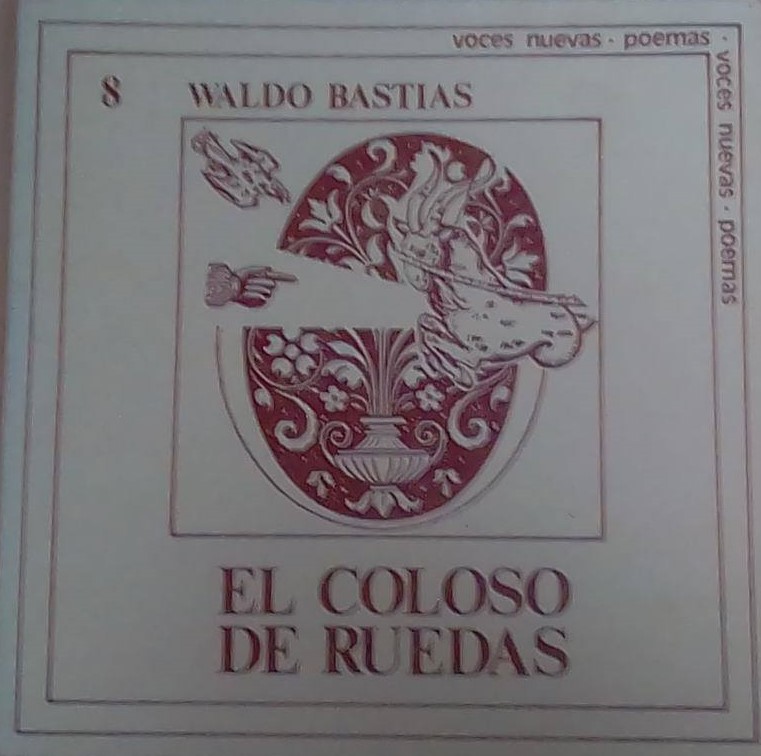 voces nuevas · poemas ·
voces nuevas · poemas
8 WALDO BASTIAS
EL COLOSO
DE RUEDAS